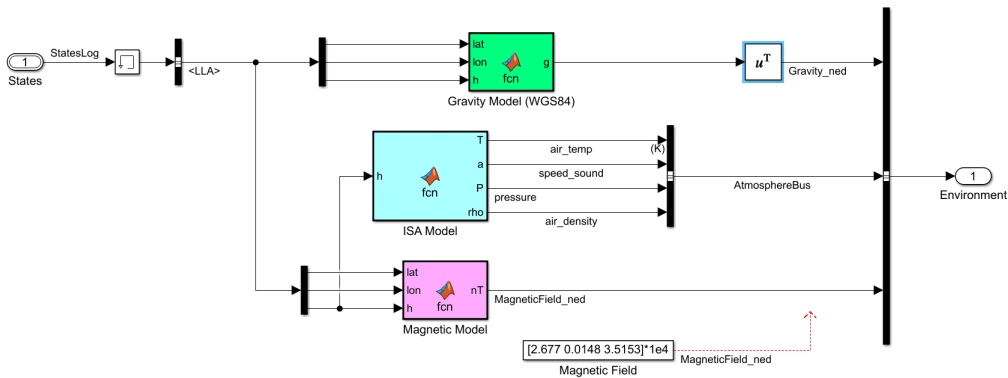 1
States
StatesLog
<LLA>
lat
lon
h
g
fcn
Gravity Model (WGS84)
uT
Gravity_ned
h
fcn
T
a
P
rho
ISA Model
air_temp
(K)
speed_sound
pressure
air_density
AtmosphereBus
1
Environment
lat
lon
h
nT
fcn
Magnetic Model
MagneticField_ned
[2.677 0.0148 3.5153]*1e4
Magnetic Field
MagneticField_ned